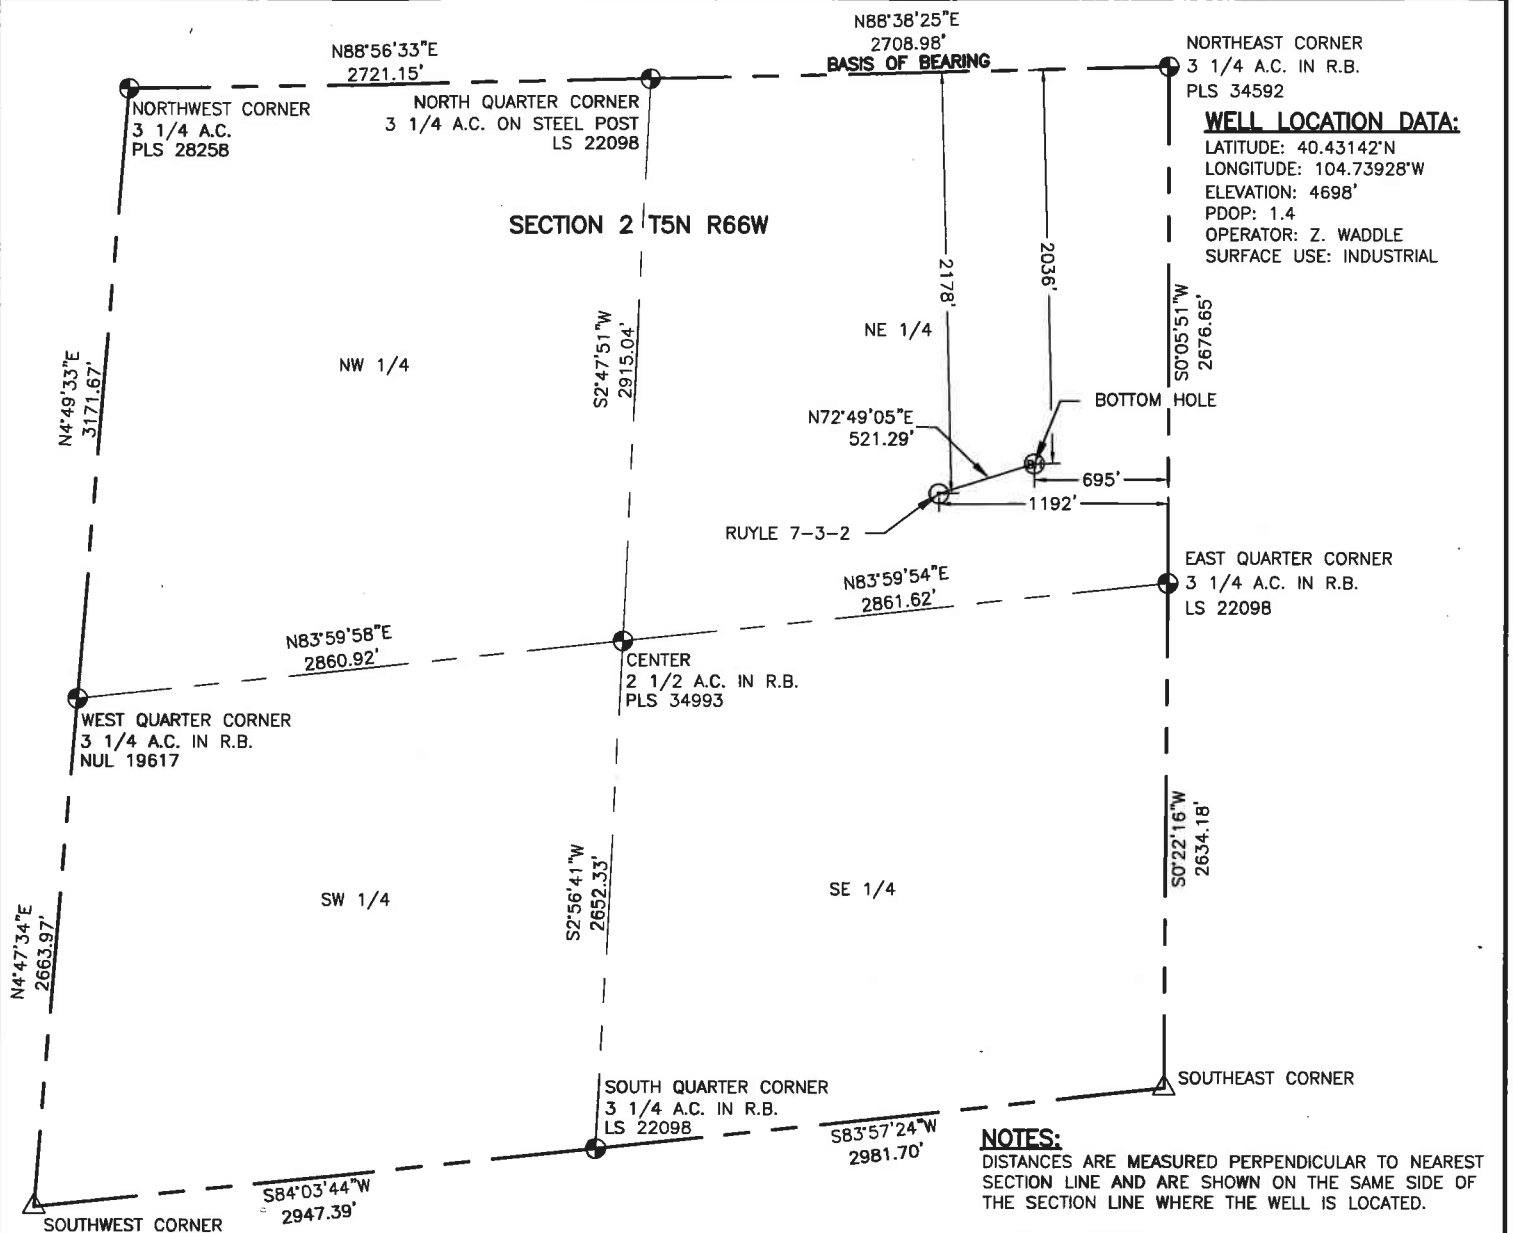 N88°38'25"E
2708.98'
BASIS OF BEARING
N88°56'33"E
2721.15'
NORTHEAST CORNER
3 1/4 A.C. IN R.B.
PLS 34592
NORTHWEST CORNER
3 1/4 A.C.
PLS 28258
NORTH QUARTER CORNER
3 1/4 A.C. ON STEEL POST
LS 22098
WELL LOCATION DATA:
LATITUDE: 40.43142°N
LONGITUDE: 104.73928°W
ELEVATION: 4698'
PDOP: 1.4
OPERATOR: Z. WADDLE
SURFACE USE: INDUSTRIAL
SECTION 2 T5N R66W
2178'
2036'
S0°05'51"W
2676.65'
NE 1/4
NW 1/4
S2°47'51"W
2915.04'
N4°49'33"E
3171.67'
BOTTOM HOLE
N72°49'05"E
521.29'
BH
695'
1192'
RUYLE 7-3-2
EAST QUARTER CORNER
3 1/4 A.C. IN R.B.
LS 22098
N83°59'54"E
2861.62'
N83°59'58"E
2860.92'
CENTER
2 1/2 A.C. IN R.B.
PLS 34993
WEST QUARTER CORNER
3 1/4 A.C. IN R.B.
NUL 19617
S0°22'16"W
2634.18'
SE 1/4
SW 1/4
S2°56'41"W
2652.33'
N4°47'34"E
2663.97'
SOUTH QUARTER CORNER
3 1/4 A.C. IN R.B.
LS 22098
SOUTHEAST CORNER
S83°57'24"W
2981.70'
S84°03'44"W
2947.39'
SOUTHWEST CORNER
NOTES:
DISTANCES ARE MEASURED PERPENDICULAR TO NEAREST
SECTION LINE AND ARE SHOWN ON THE SAME SIDE OF
THE SECTION LINE WHERE THE WELL IS LOCATED.